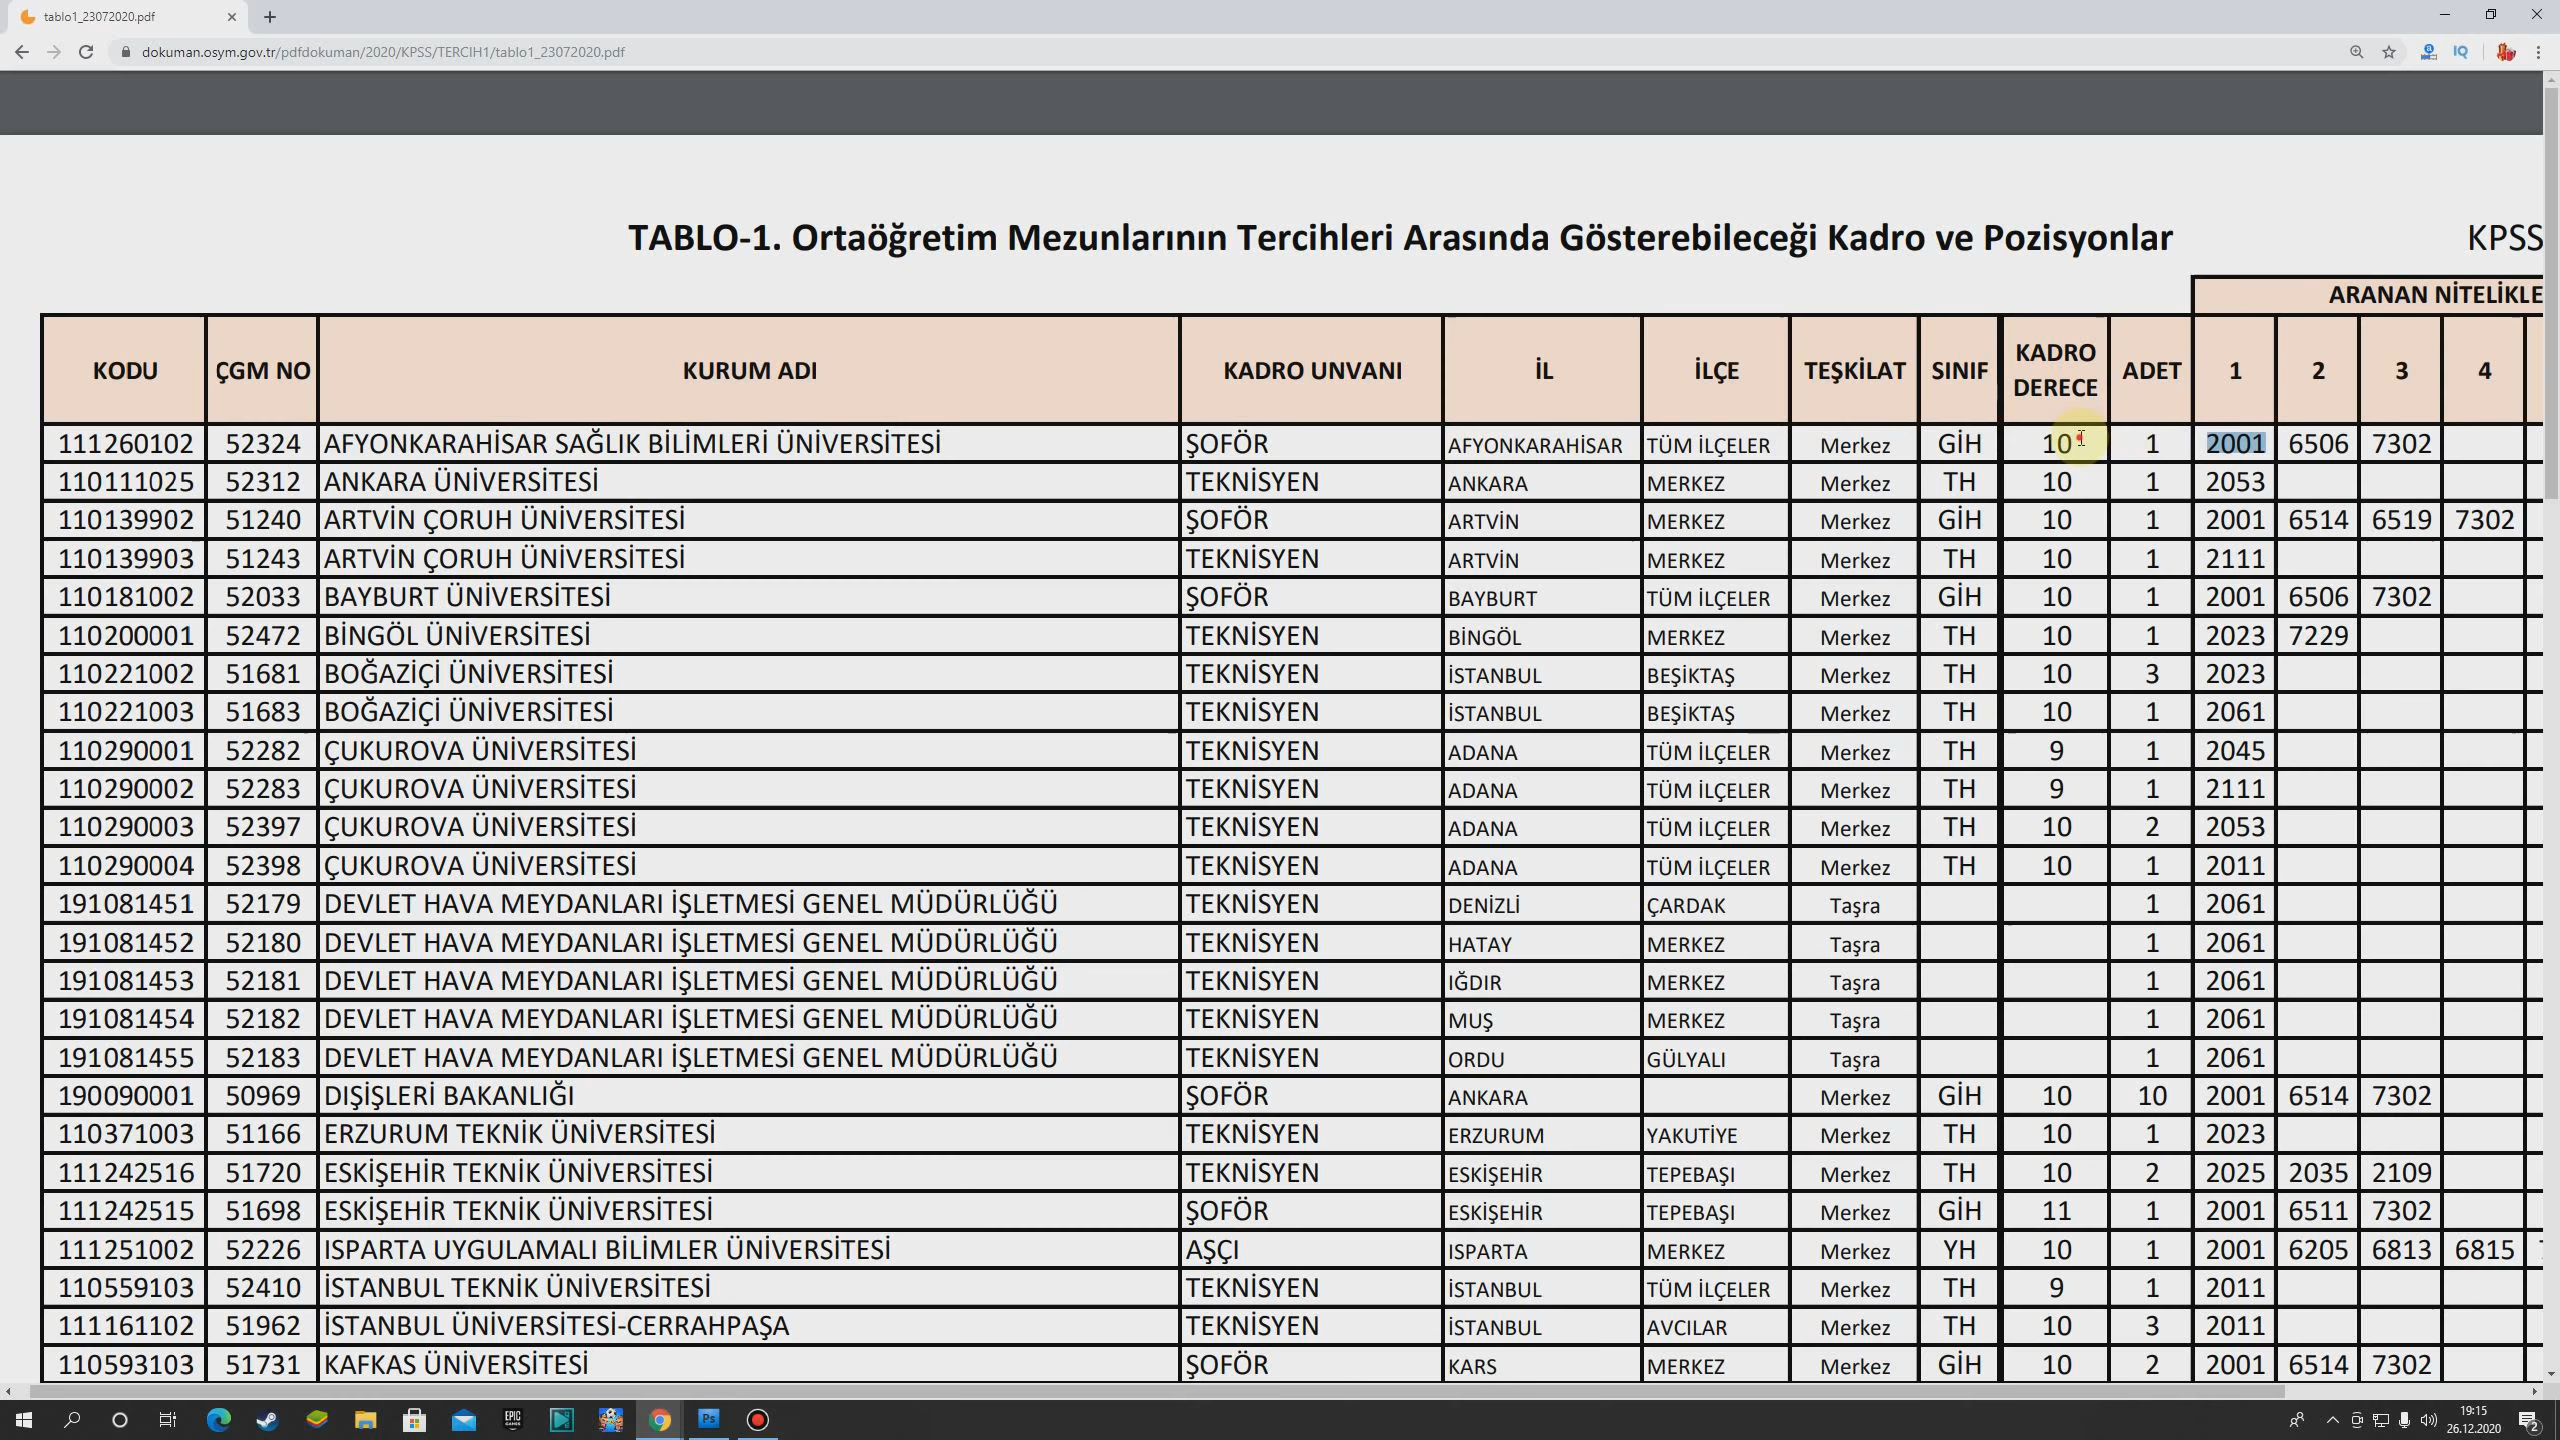 tablo1_23072020.pdf
dokuman.osym.gov.tr/pdfdokuman/2020/KPSS/TERCIH1/tablo1_23072020.pdf
IQ
TABLO-1. Ortaöğretim Mezunlarının Tercihleri Arasında Gösterebileceği Kadro ve Pozisyonlar KPSS
ARANAN NİTELİKLE
KODU ÇGM NO KURUM ADI KADRO UNVANI İL İLÇE TEŞKİLAT SINIF KADRO DERECE ADET 1 2 3 4
111260102 52324 AFYONKARAHİSAR SAĞLIK BİLİMLERİ ÜNİVERSİTESİ ŞOFÖR AFYONKARAHİSAR TÜM İLÇELER Merkez GİH 10 1 2001 6506 7302
110111025 52312 ANKARA ÜNİVERSİTESİ TEKNİSYEN ANKARA MERKEZ Merkez TH 10 1 2053
110139902 51240 ARTVİN ÇORUH ÜNİVERSİTESİ ŞOFÖR ARTVİN MERKEZ Merkez GİH 10 1 2001 6514 6519 7302
110139903 51243 ARTVİN ÇORUH ÜNİVERSİTESİ TEKNİSYEN ARTVİN MERKEZ Merkez TH 10 1 2111
110181002 52033 BAYBURT ÜNİVERSİTESİ ŞOFÖR BAYBURT TÜM İLÇELER Merkez GİH 10 1 2001 6506 7302
110200001 52472 BİNGÖL ÜNİVERSİTESİ TEKNİSYEN BİNGÖL MERKEZ Merkez TH 10 1 2023 7229
110221002 51681 BOĞAZİÇİ ÜNİVERSİTESİ TEKNİSYEN İSTANBUL BEŞİKTAŞ Merkez TH 10 3 2023
110221003 51683 BOĞAZİÇİ ÜNİVERSİTESİ TEKNİSYEN İSTANBUL BEŞİKTAŞ Merkez TH 10 1 2061
110290001 52282 ÇUKUROVA ÜNİVERSİTESİ TEKNİSYEN ADANA TÜM İLÇELER Merkez TH 9 1 2045
110290002 52283 ÇUKUROVA ÜNİVERSİTESİ TEKNİSYEN ADANA TÜM İLÇELER Merkez TH 9 1 2111
110290003 52397 ÇUKUROVA ÜNİVERSİTESİ TEKNİSYEN ADANA TÜM İLÇELER Merkez TH 10 2 2053
110290004 52398 ÇUKUROVA ÜNİVERSİTESİ TEKNİSYEN ADANA TÜM İLÇELER Merkez TH 10 1 2011
191081451 52179 DEVLET HAVA MEYDANLARI İŞLETMESİ GENEL MÜDÜRLÜĞÜ TEKNİSYEN DENİZLİ ÇARDAK Taşra 1 2061
191081452 52180 DEVLET HAVA MEYDANLARI İŞLETMESİ GENEL MÜDÜRLÜĞÜ TEKNİSYEN HATAY MERKEZ Taşra 1 2061
191081453 52181 DEVLET HAVA MEYDANLARI İŞLETMESİ GENEL MÜDÜRLÜĞÜ TEKNİSYEN IĞDIR MERKEZ Taşra 1 2061
191081454 52182 DEVLET HAVA MEYDANLARI İŞLETMESİ GENEL MÜDÜRLÜĞÜ TEKNİSYEN MUŞ MERKEZ Taşra 1 2061
191081455 52183 DEVLET HAVA MEYDANLARI İŞLETMESİ GENEL MÜDÜRLÜĞÜ TEKNİSYEN ORDU GÜLYALI Taşra 1 2061
190090001 50969 DIŞİŞLERİ BAKANLIĞI ŞOFÖR ANKARA Merkez GİH 10 10 2001 6514 7302
110371003 51166 ERZURUM TEKNİK ÜNİVERSİTESİ TEKNİSYEN ERZURUM YAKUTİYE Merkez TH 10 1 2023
111242516 51720 ESKİŞEHİR TEKNİK ÜNİVERSİTESİ TEKNİSYEN ESKİŞEHİR TEPEBAŞI Merkez TH 10 2 2025 2035 2109
111242515 51698 ESKİŞEHİR TEKNİK ÜNİVERSİTESİ ŞOFÖR ESKİŞEHİR TEPEBAŞI Merkez GİH 11 1 2001 6511 7302
111251002 52226 ISPARTA UYGULAMALI BİLİMLER ÜNİVERSİTESİ AŞÇI ISPARTA MERKEZ Merkez YH 10 1 2001 6205 6813 6815
110559103 52410 İSTANBUL TEKNİK ÜNİVERSİTESİ TEKNİSYEN İSTANBUL TÜM İLÇELER Merkez TH 9 1 2011
111161102 51962 İSTANBUL ÜNİVERSİTESİ-CERRAHPAŞA TEKNİSYEN İSTANBUL AVCILAR Merkez TH 10 3 2011
110593103 51731 KAFKAS ÜNİVERSİTESİ ŞOFÖR KARS MERKEZ Merkez GİH 10 2 2001 6514 7302
EPIC GAMES
Ps
19:15
26.12.2020
2